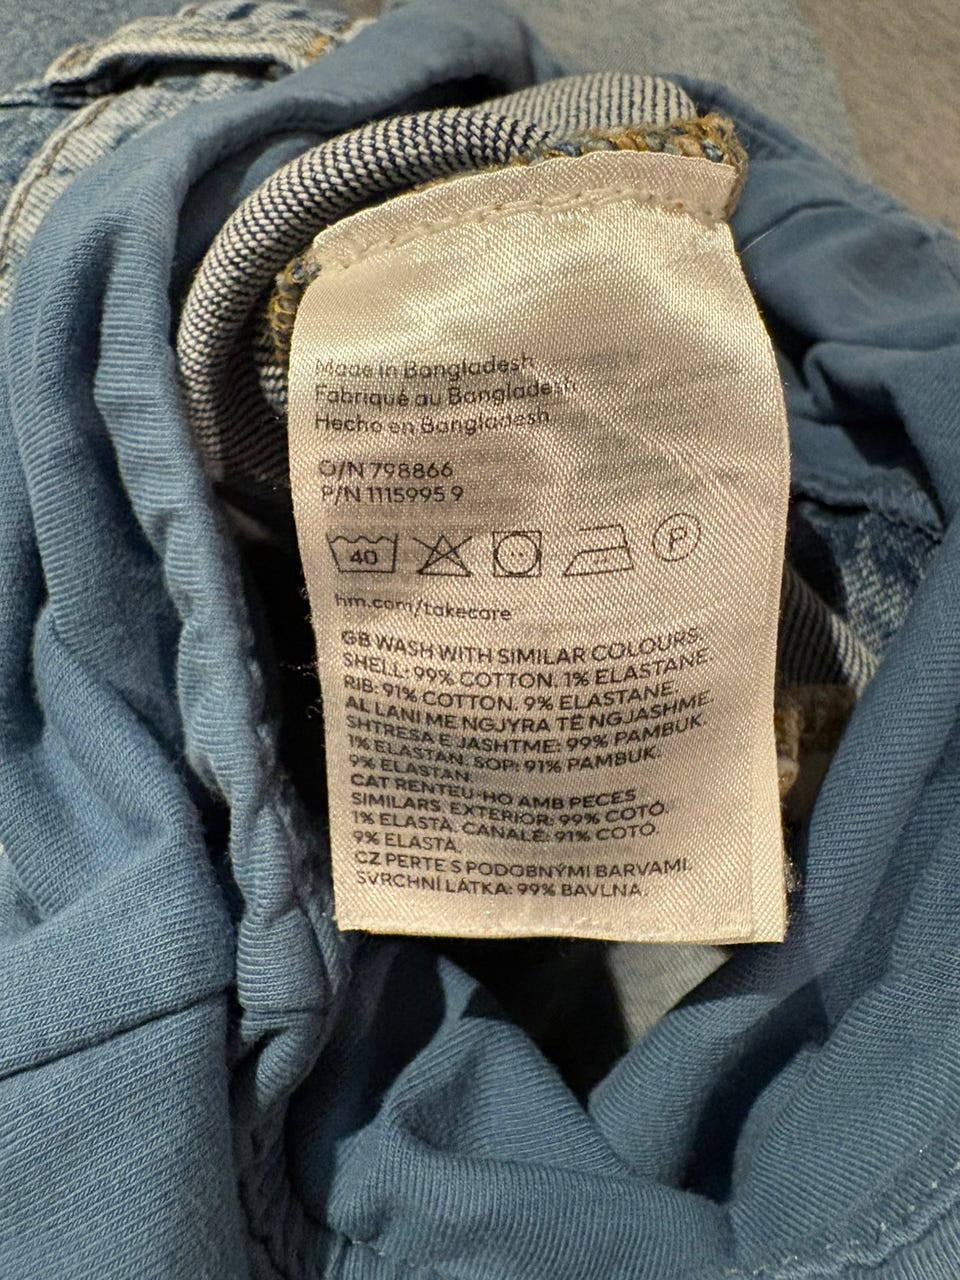 Made in Bangladesh
Fabriqué au Bangladesh
Hecho en Bangladesh
O/N 798866
P/N 1115995 9
40
P
hm.com/takecare
GB WASH WITH SIMILAR COLOURS.
SHELL: 99% COTTON. 1% ELASTANE.
RIB: 91% COTTON. 9% ELASTANE.
AL LANI ME NGJYRA TË NGJASHME.
SHTRESA E JASHTME: 99% PAMBUK.
1% ELASTAN. SOP: 91% PAMBUK.
9% ELASTAN.
CAT RENTEU-HO AMB PECES
SIMILARS. EXTERIOR: 99% COTÓ.
1% ELASTÀ. CANALÉ: 91% COTÓ.
9% ELASTÀ.
CZ PERTE S PODOBNÝMI BARVAMI.
SVRCHNÍ LÁTKA: 99% BAVLNA.